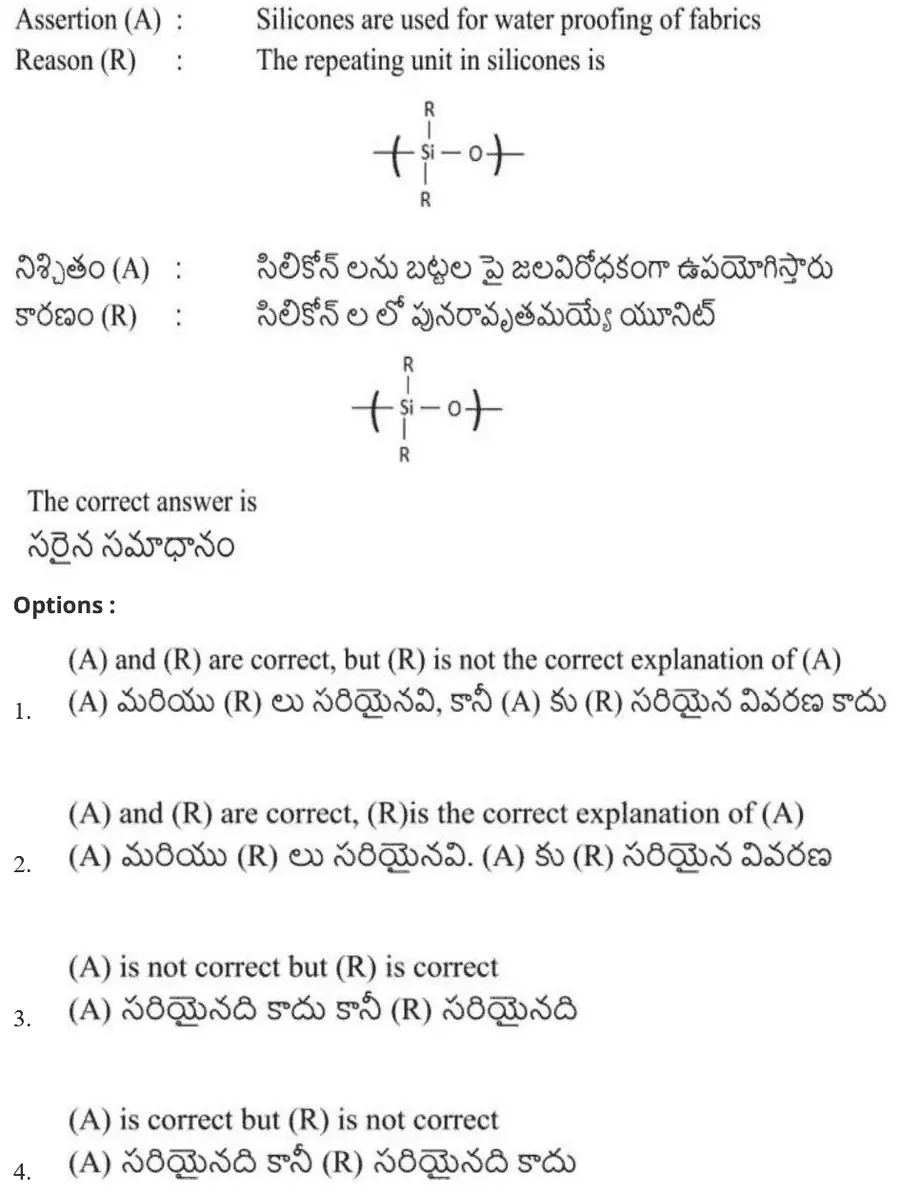 Assertion (A) : Silicones are used for water proofing of fabrics
Reason (R) : The repeating unit in silicones is
R
Si — O
R
నిశ్చితం (A) : సిలికోన్ లను బట్టల పై జలవిరోధకంగా ఉపయోగిస్తారు
కారణం (R) : సిలికోన్ ల లో పునరావృతమయ్యే యూనిట్
R
Si — O
R
The correct answer is
సరైన సమాధానం
Options :
(A) and (R) are correct, but (R) is not the correct explanation of (A)
1. (A) మరియు (R) లు సరియైనవి, కానీ (A) కు (R) సరియైన వివరణ కాదు
(A) and (R) are correct, (R)is the correct explanation of (A)
2. (A) మరియు (R) లు సరియైనవి. (A) కు (R) సరియైన వివరణ
(A) is not correct but (R) is correct
3. (A) సరియైనది కాదు కానీ (R) సరియైనది
(A) is correct but (R) is not correct
4. (A) సరియైనది కానీ (R) సరియైనది కాదు